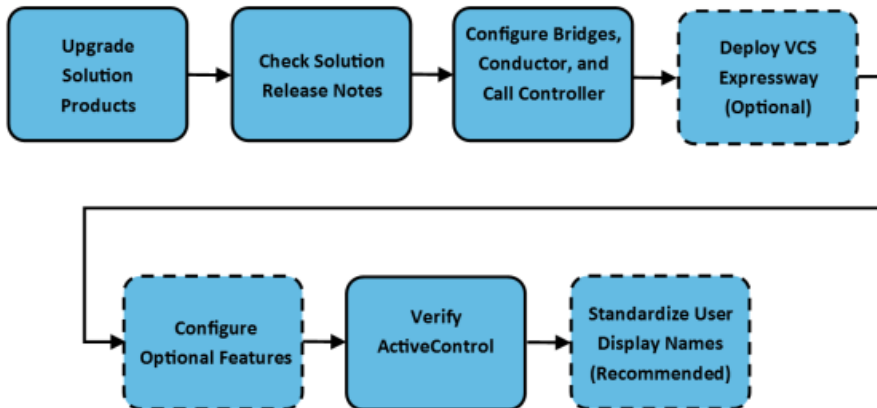 Upgrade
Solution
Products
Check Solution
Release Notes
Configure Bridges,
Conductor, and
Call Controller
Deploy VCS
Expressway
(Optional)
Configure
Optional Features
Verify
ActiveControl
Standardize User
Display Names
(Recommended)